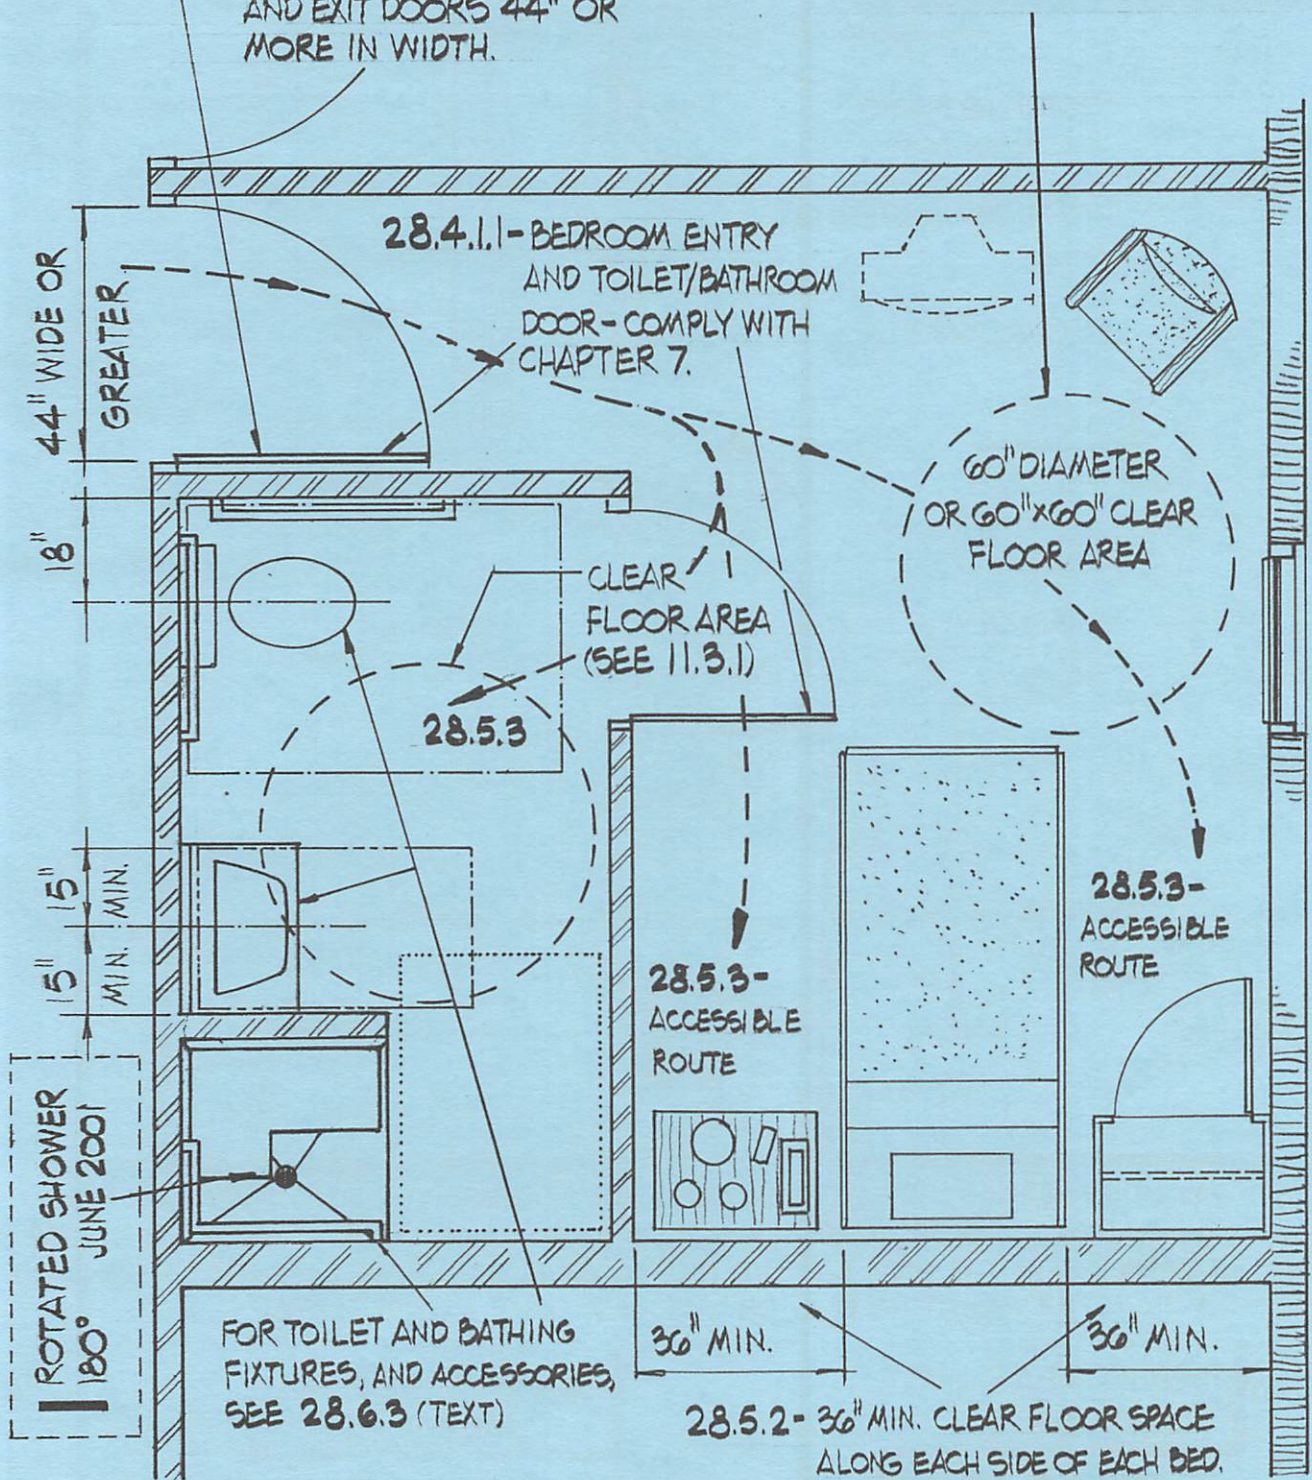 AND EXIT DOORS 44" OR
MORE IN WIDTH.
28.4.1.1- BEDROOM ENTRY
AND TOILET/BATHROOM
DOOR- COMPLY WITH
CHAPTER 7.
44" WIDE OR
GREATER
60" DIAMETER
OR 60"x60" CLEAR
FLOOR AREA
18"
CLEAR
FLOOR AREA
(SEE 11.3.1)
28.5.3
15"
MIN.
15"
MIN.
28.5.3-
ACCESSIBLE
ROUTE
28.5.3-
ACCESSIBLE
ROUTE
ROTATED SHOWER
180° JUNE 2001
FOR TOILET AND BATHING
FIXTURES, AND ACCESSORIES,
SEE 28.6.3 (TEXT)
36" MIN.
36" MIN.
28.5.2- 36" MIN. CLEAR FLOOR SPACE
ALONG EACH SIDE OF EACH BED.